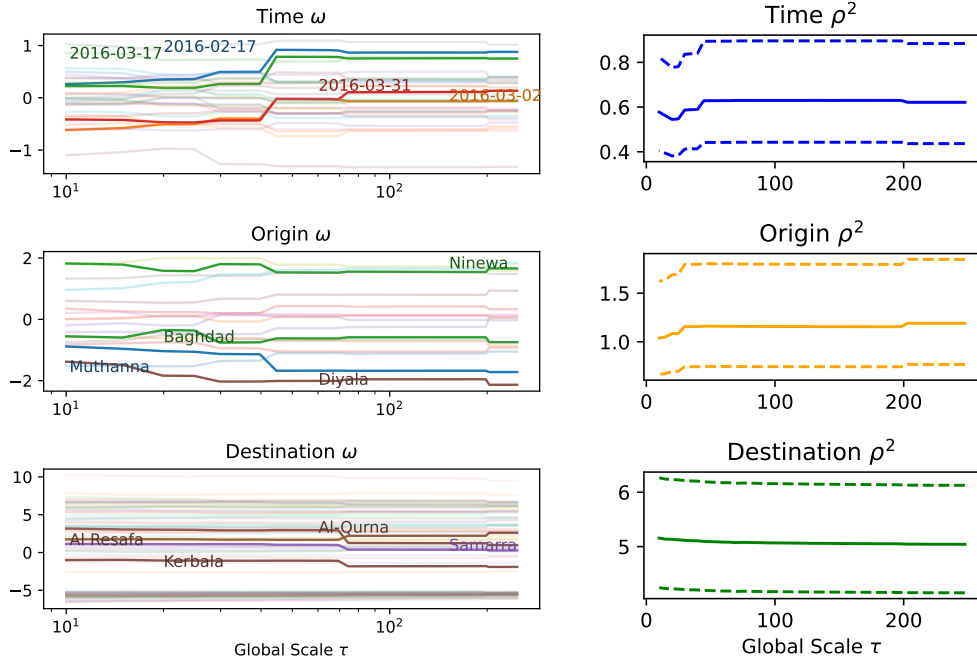 Time ω
1
0
−1
2016-03-17
2016-02-17
2016-03-31
2016-03-02
10¹
10²
Time ρ²
0.8
0.6
0.4
0
100
200
Origin ω
2
0
−2
Ninewa
Baghdad
Muthanna
Diyala
10¹
10²
Origin ρ²
1.5
1.0
0
100
200
Destination ω
10
5
0
−5
Al-Qurna
Al Resafa
Samarra
Kerbala
10¹
10²
Global Scale τ
Destination ρ²
6
5
0
100
200
Global Scale τ